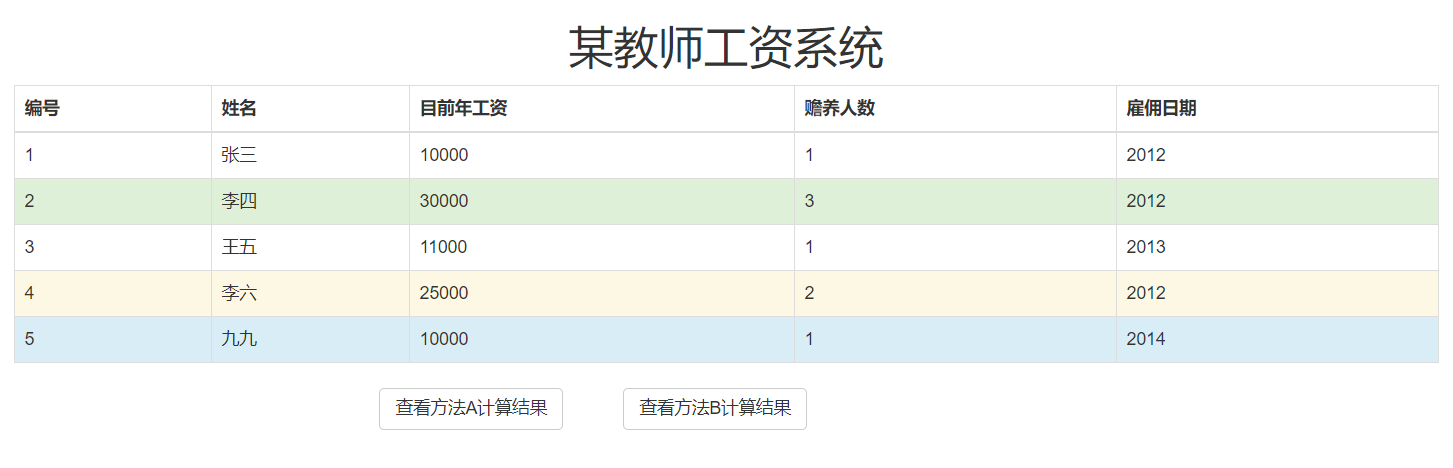 某教师工资系统
编号 姓名 目前年工资 赡养人数 雇佣日期
1 张三 10000 1 2012
2 李四 30000 3 2012
3 王五 11000 1 2013
4 李六 25000 2 2012
5 九九 10000 1 2014
查看方法A计算结果 查看方法B计算结果